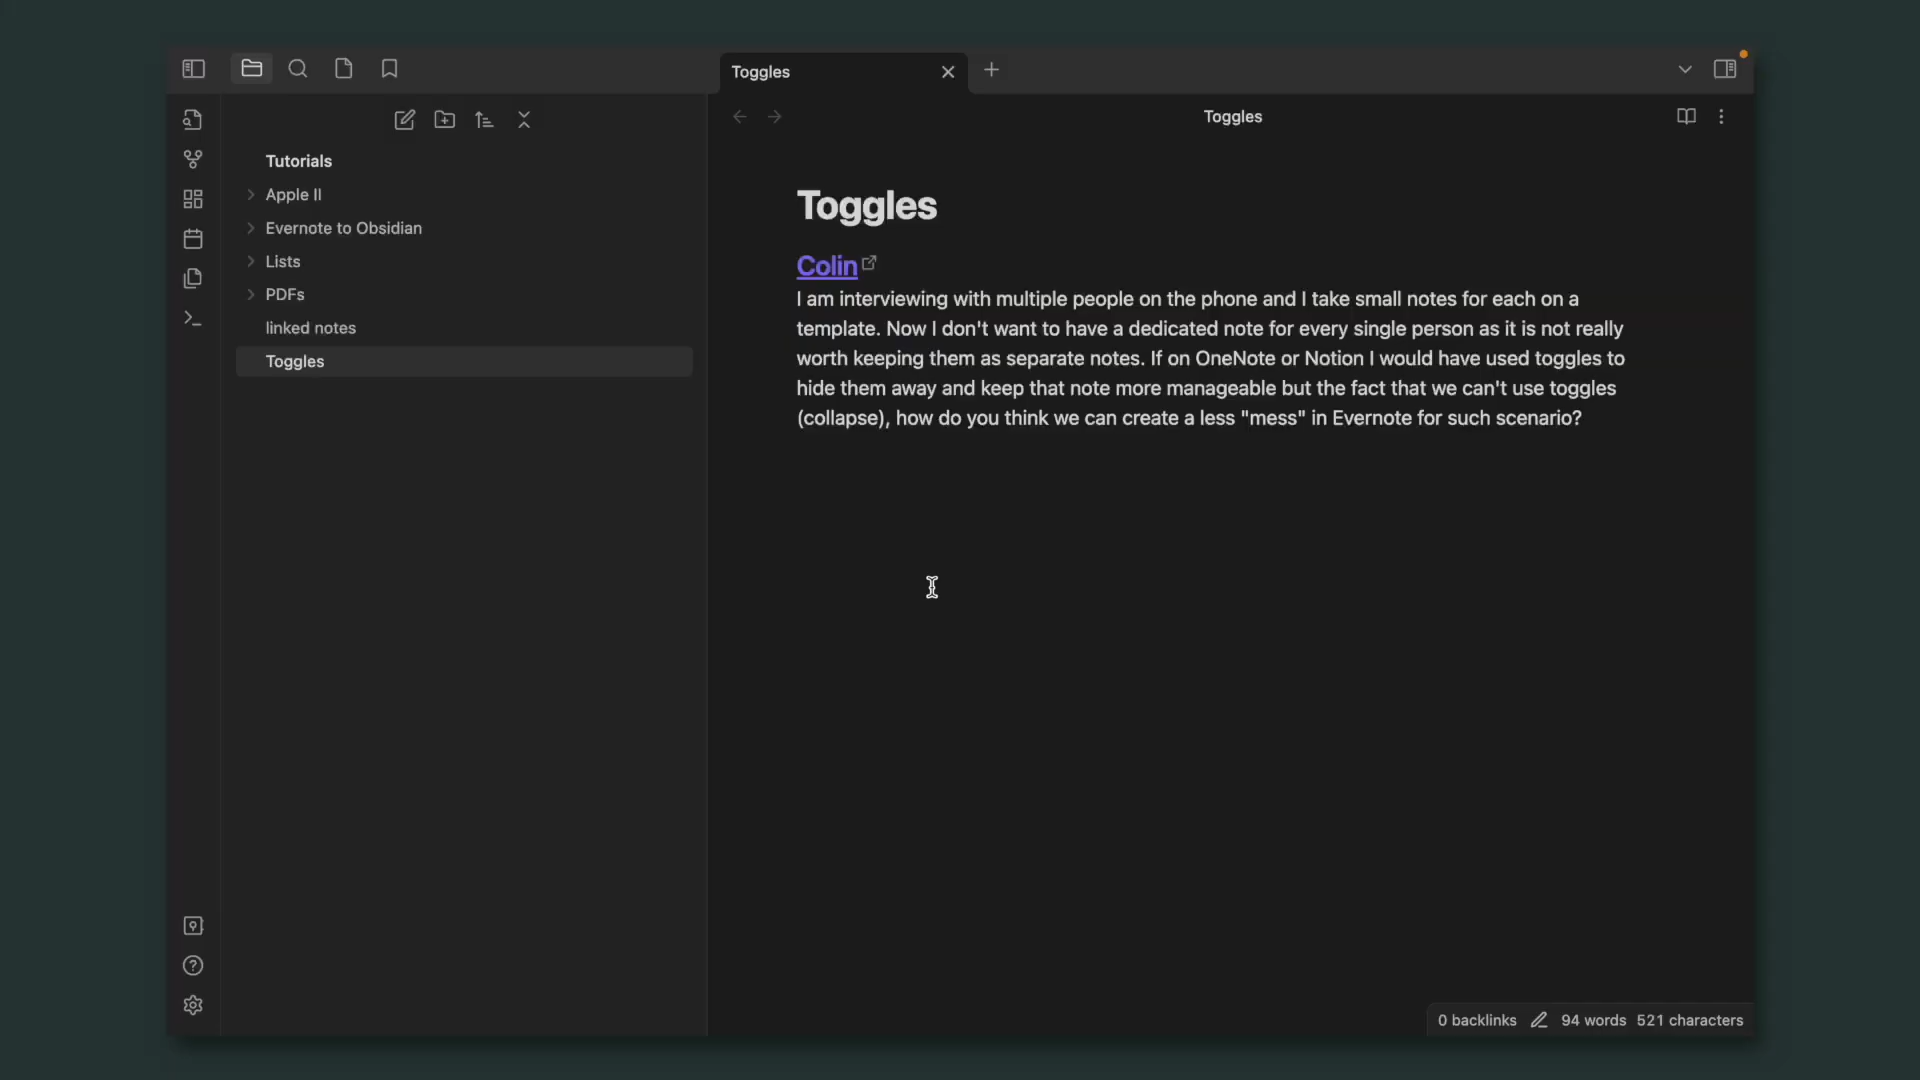 Toggles
Toggles
Tutorials
Apple II
Evernote to Obsidian
Lists
PDFs
linked notes
Toggles
Toggles
Colin
I am interviewing with multiple people on the phone and I take small notes for each on a
template. Now I don't want to have a dedicated note for every single person as it is not really
worth keeping them as separate notes. If on OneNote or Notion I would have used toggles to
hide them away and keep that note more manageable but the fact that we can't use toggles
(collapse), how do you think we can create a less "mess" in Evernote for such scenario?
0 backlinks 94 words 521 characters